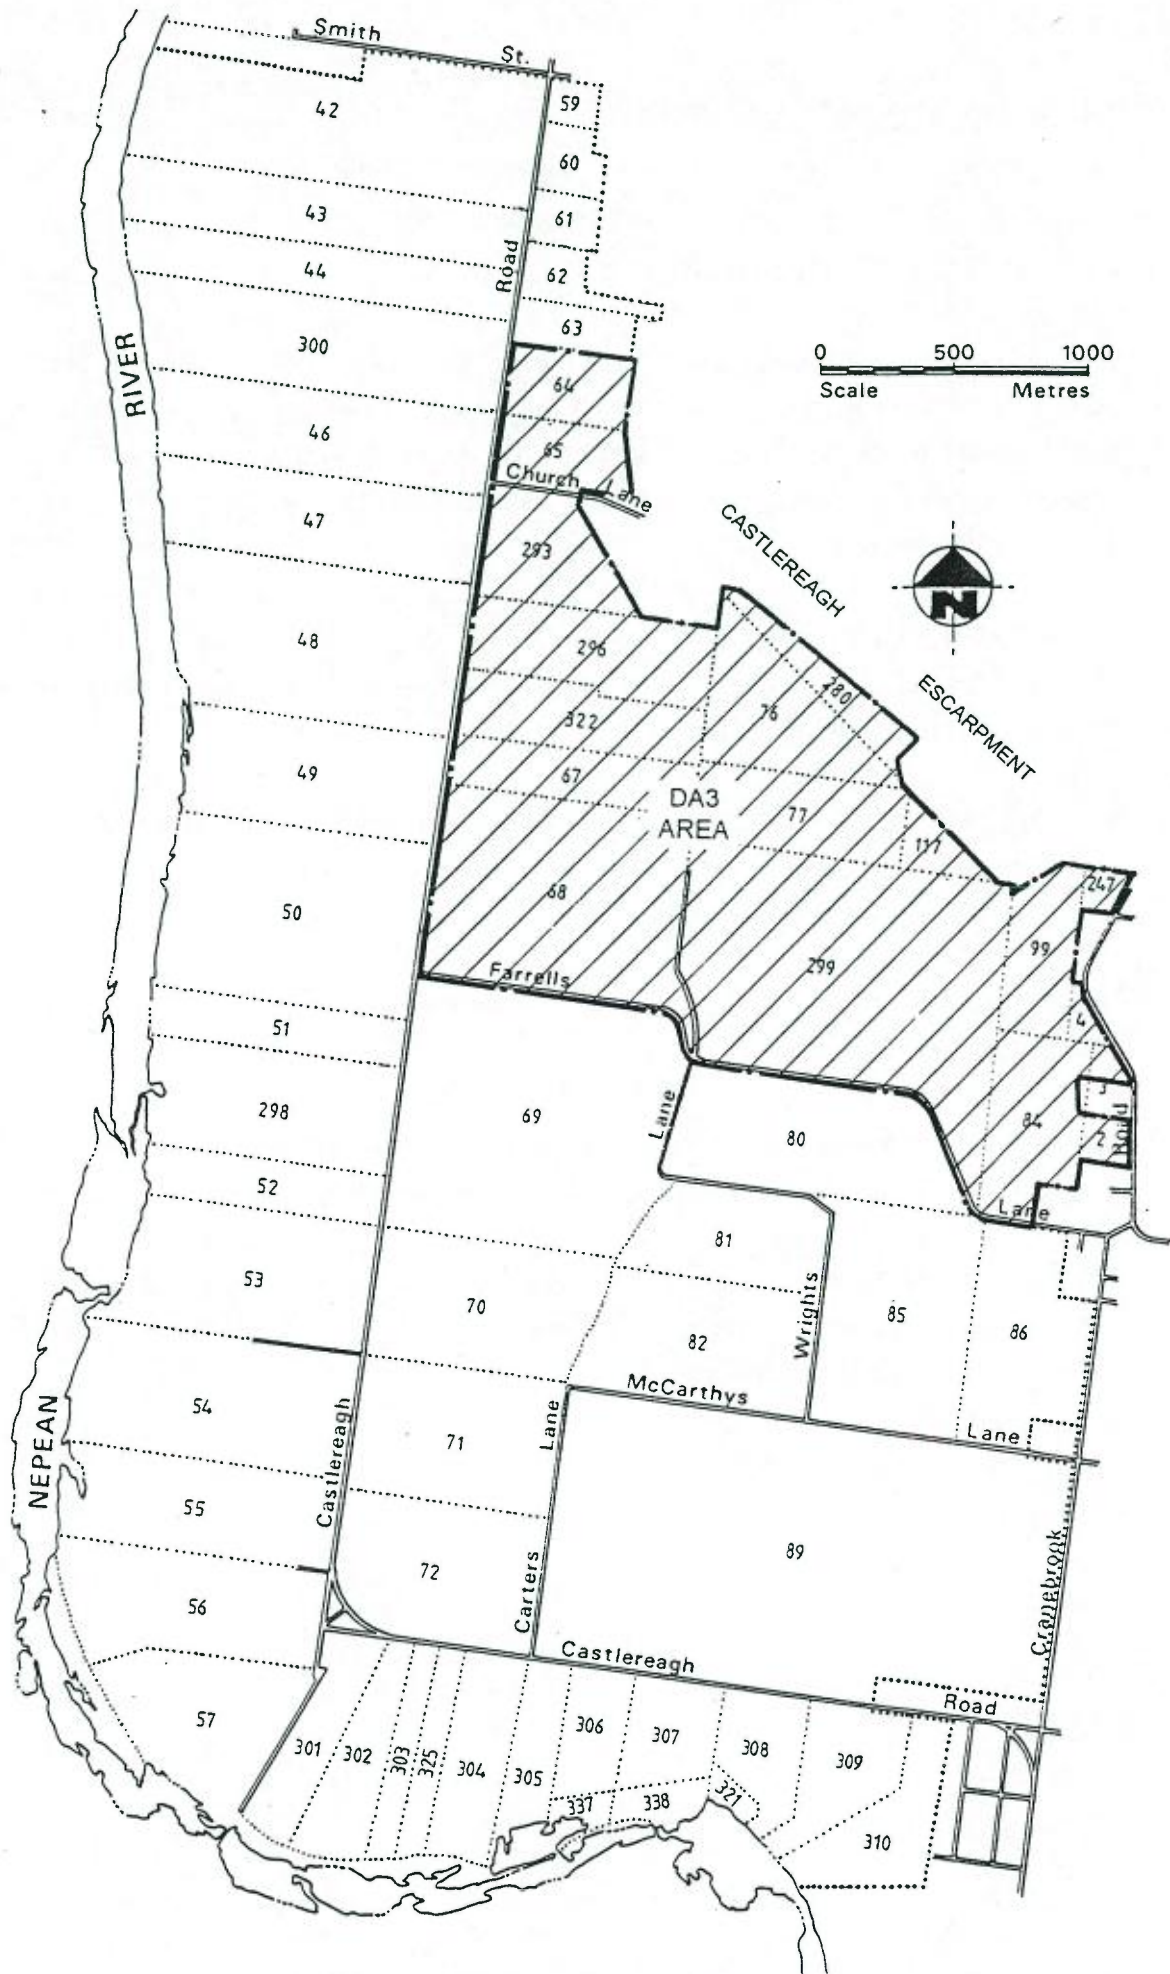 Smith St.
42
59
60
61
43
Road
44
62
300
63
RIVER
0 500 1000
Scale Metres
64
46
65
Church Lane
47
293
CASTLEREAGH
N
48
296
ESCARPMENT
280
76
322
49
67
DA3
AREA
77
117
247
68
50
99
299
Farrells
51
4
298
69
Lane
80
3
84
2
Road
52
Lane
81
53
70
Wrights
85
86
82
McCarthys
Lane
NEPEAN
54
Castlereagh
71
Lane
55
89
72
Carters
Cranebrook
56
Castlereagh
Road
57
301
302
303
325
304
305
306
307
308
309
337
338
321
310